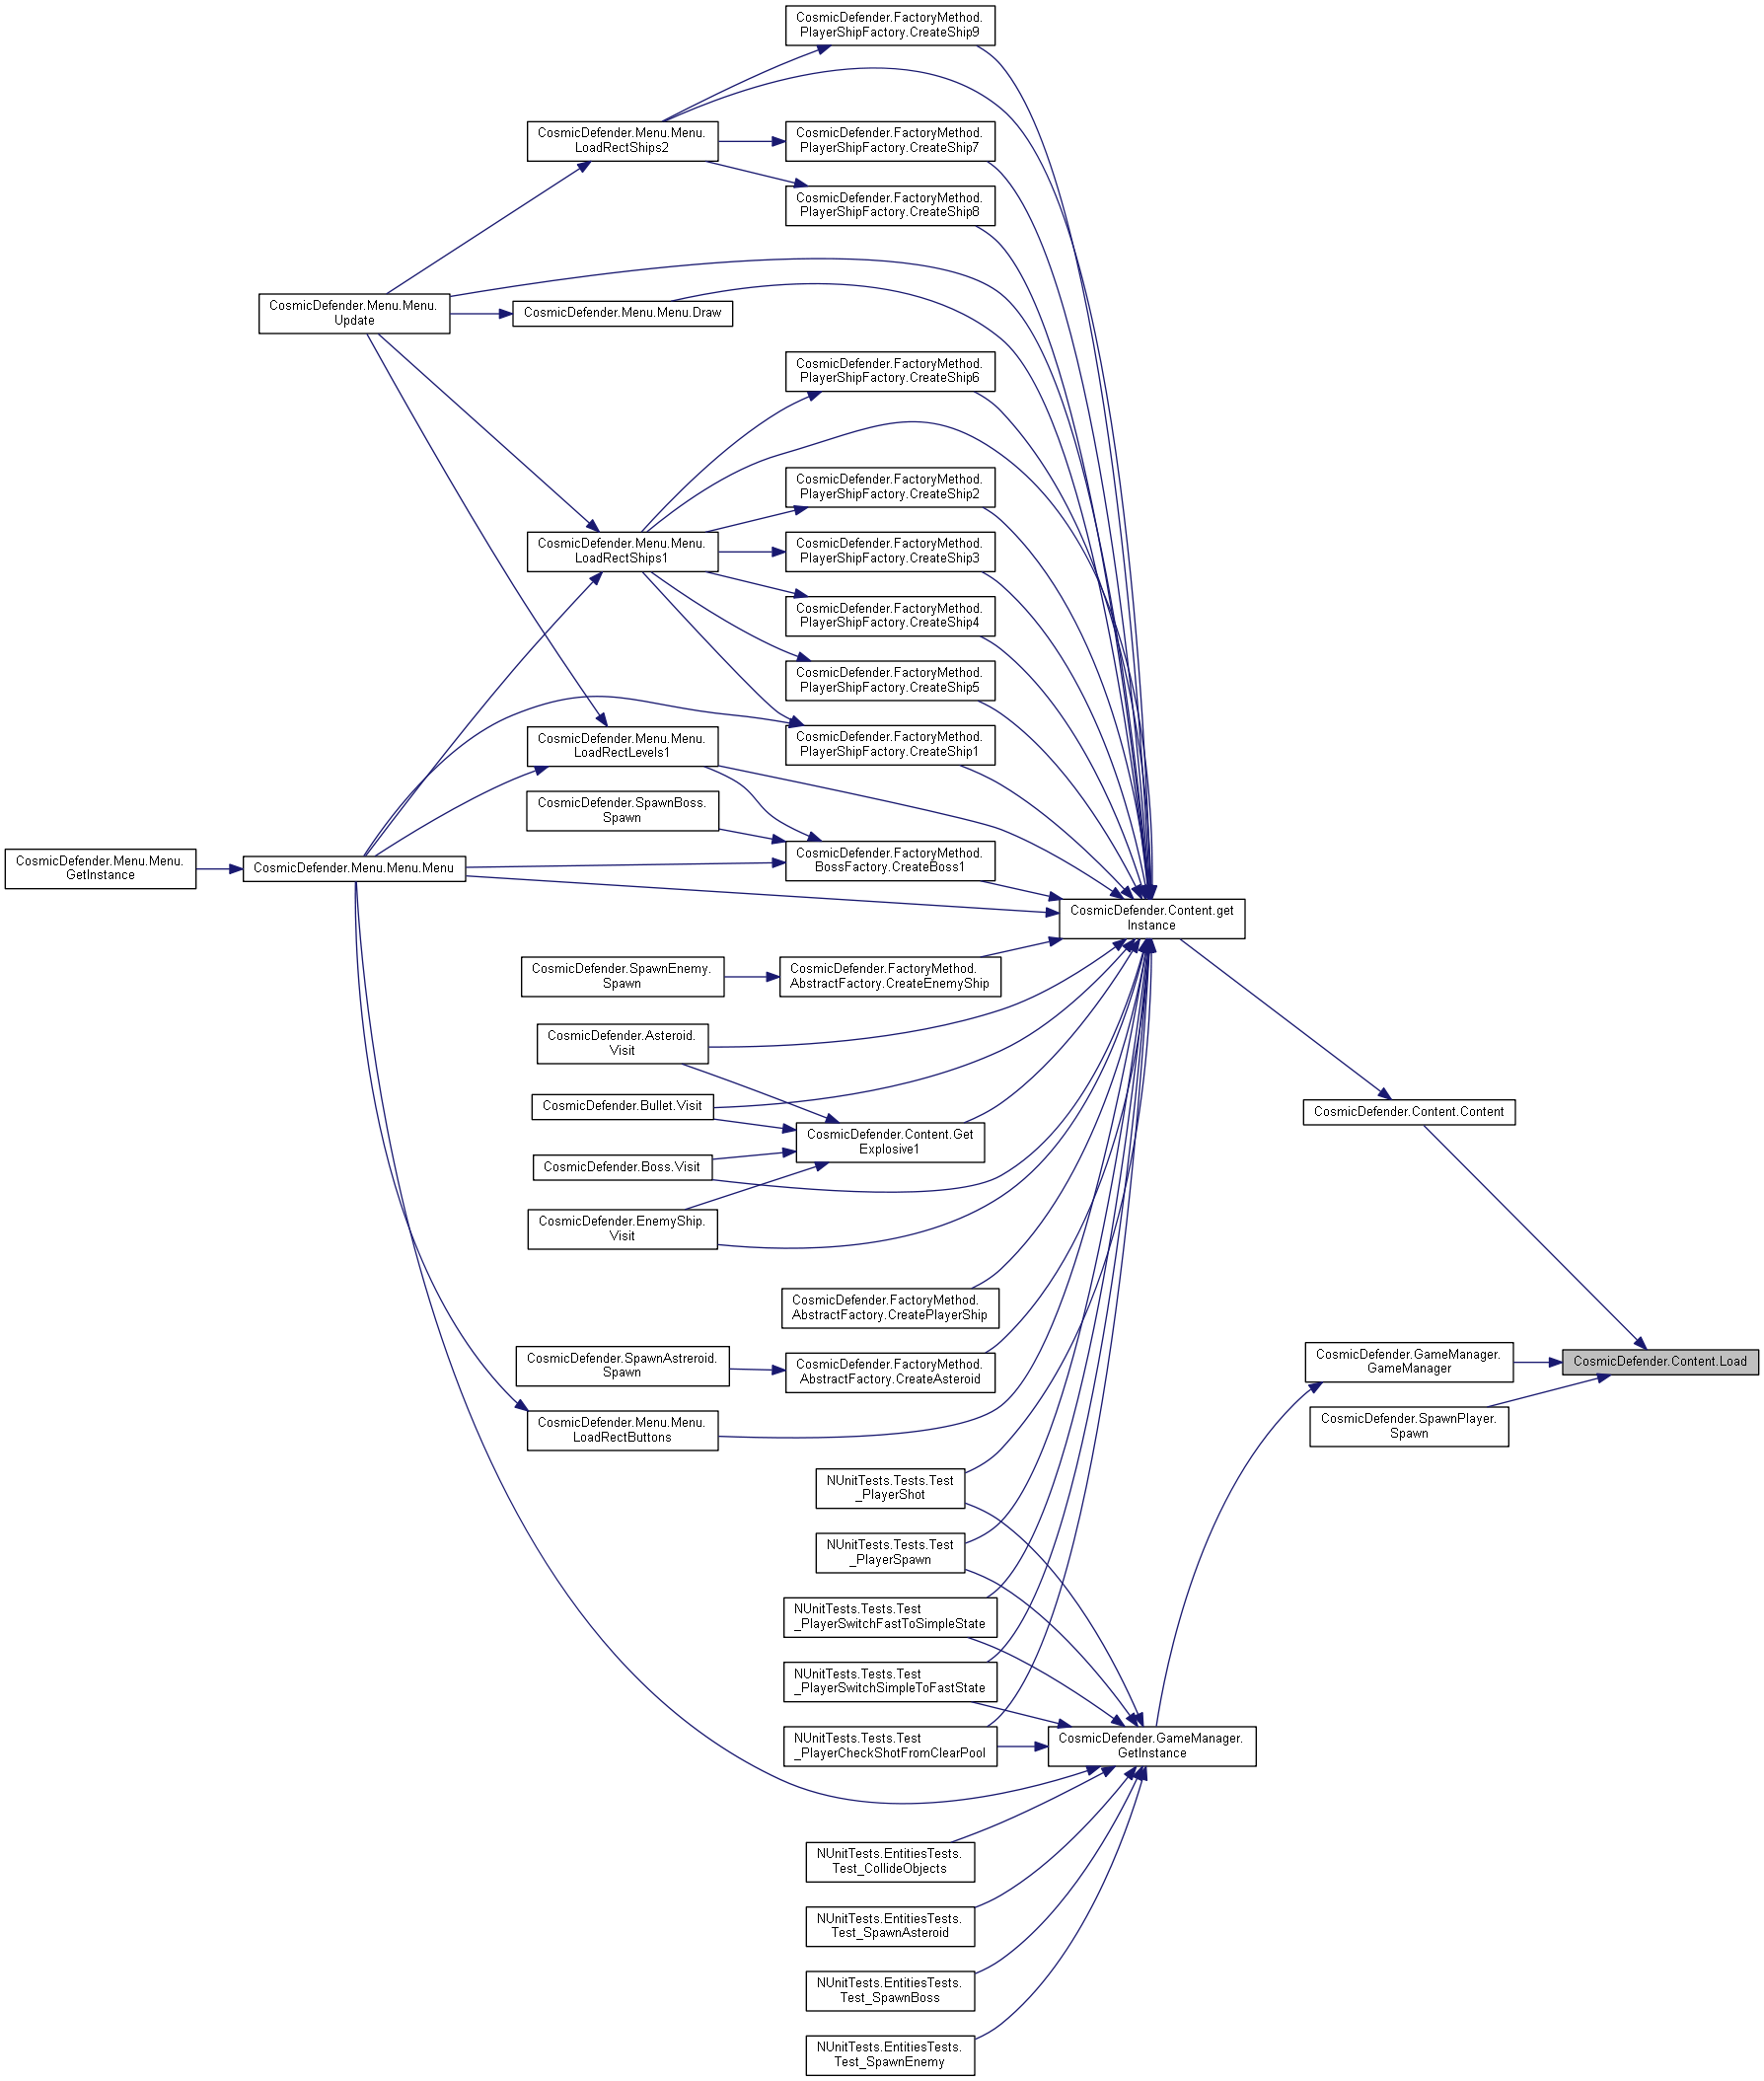 CosmicDefender.FactoryMethod.
PlayerShipFactory.CreateShip9
CosmicDefender.Menu.Menu.
LoadRectShips2
CosmicDefender.FactoryMethod.
PlayerShipFactory.CreateShip7
CosmicDefender.FactoryMethod.
PlayerShipFactory.CreateShip8
CosmicDefender.Menu.Menu.
Update
CosmicDefender.Menu.Menu.Draw
CosmicDefender.FactoryMethod.
PlayerShipFactory.CreateShip6
CosmicDefender.FactoryMethod.
PlayerShipFactory.CreateShip2
CosmicDefender.Menu.Menu.
LoadRectShips1
CosmicDefender.FactoryMethod.
PlayerShipFactory.CreateShip3
CosmicDefender.FactoryMethod.
PlayerShipFactory.CreateShip4
CosmicDefender.FactoryMethod.
PlayerShipFactory.CreateShip5
CosmicDefender.Menu.Menu.
LoadRectLevels1
CosmicDefender.FactoryMethod.
PlayerShipFactory.CreateShip1
CosmicDefender.SpawnBoss.
Spawn
CosmicDefender.Menu.Menu.
GetInstance
CosmicDefender.Menu.Menu.Menu
CosmicDefender.FactoryMethod.
BossFactory.CreateBoss1
CosmicDefender.Content.get
Instance
CosmicDefender.SpawnEnemy.
Spawn
CosmicDefender.FactoryMethod.
AbstractFactory.CreateEnemyShip
CosmicDefender.Asteroid.
Visit
CosmicDefender.Bullet.Visit
CosmicDefender.Content.Content
CosmicDefender.Content.Get
Explosive1
CosmicDefender.Boss.Visit
CosmicDefender.EnemyShip.
Visit
CosmicDefender.FactoryMethod.
AbstractFactory.CreatePlayerShip
CosmicDefender.SpawnAstreroid.
Spawn
CosmicDefender.FactoryMethod.
AbstractFactory.CreateAsteroid
CosmicDefender.GameManager.
GameManager
CosmicDefender.Content.Load
CosmicDefender.Menu.Menu.
LoadRectButtons
CosmicDefender.SpawnPlayer.
Spawn
NUnitTests.Tests.Test
_PlayerShot
NUnitTests.Tests.Test
_PlayerSpawn
NUnitTests.Tests.Test
_PlayerSwitchFastToSimpleState
NUnitTests.Tests.Test
_PlayerSwitchSimpleToFastState
NUnitTests.Tests.Test
_PlayerCheckShotFromClearPool
CosmicDefender.GameManager.
GetInstance
NUnitTests.EntitiesTests.
Test_CollideObjects
NUnitTests.EntitiesTests.
Test_SpawnAsteroid
NUnitTests.EntitiesTests.
Test_SpawnBoss
NUnitTests.EntitiesTests.
Test_SpawnEnemy